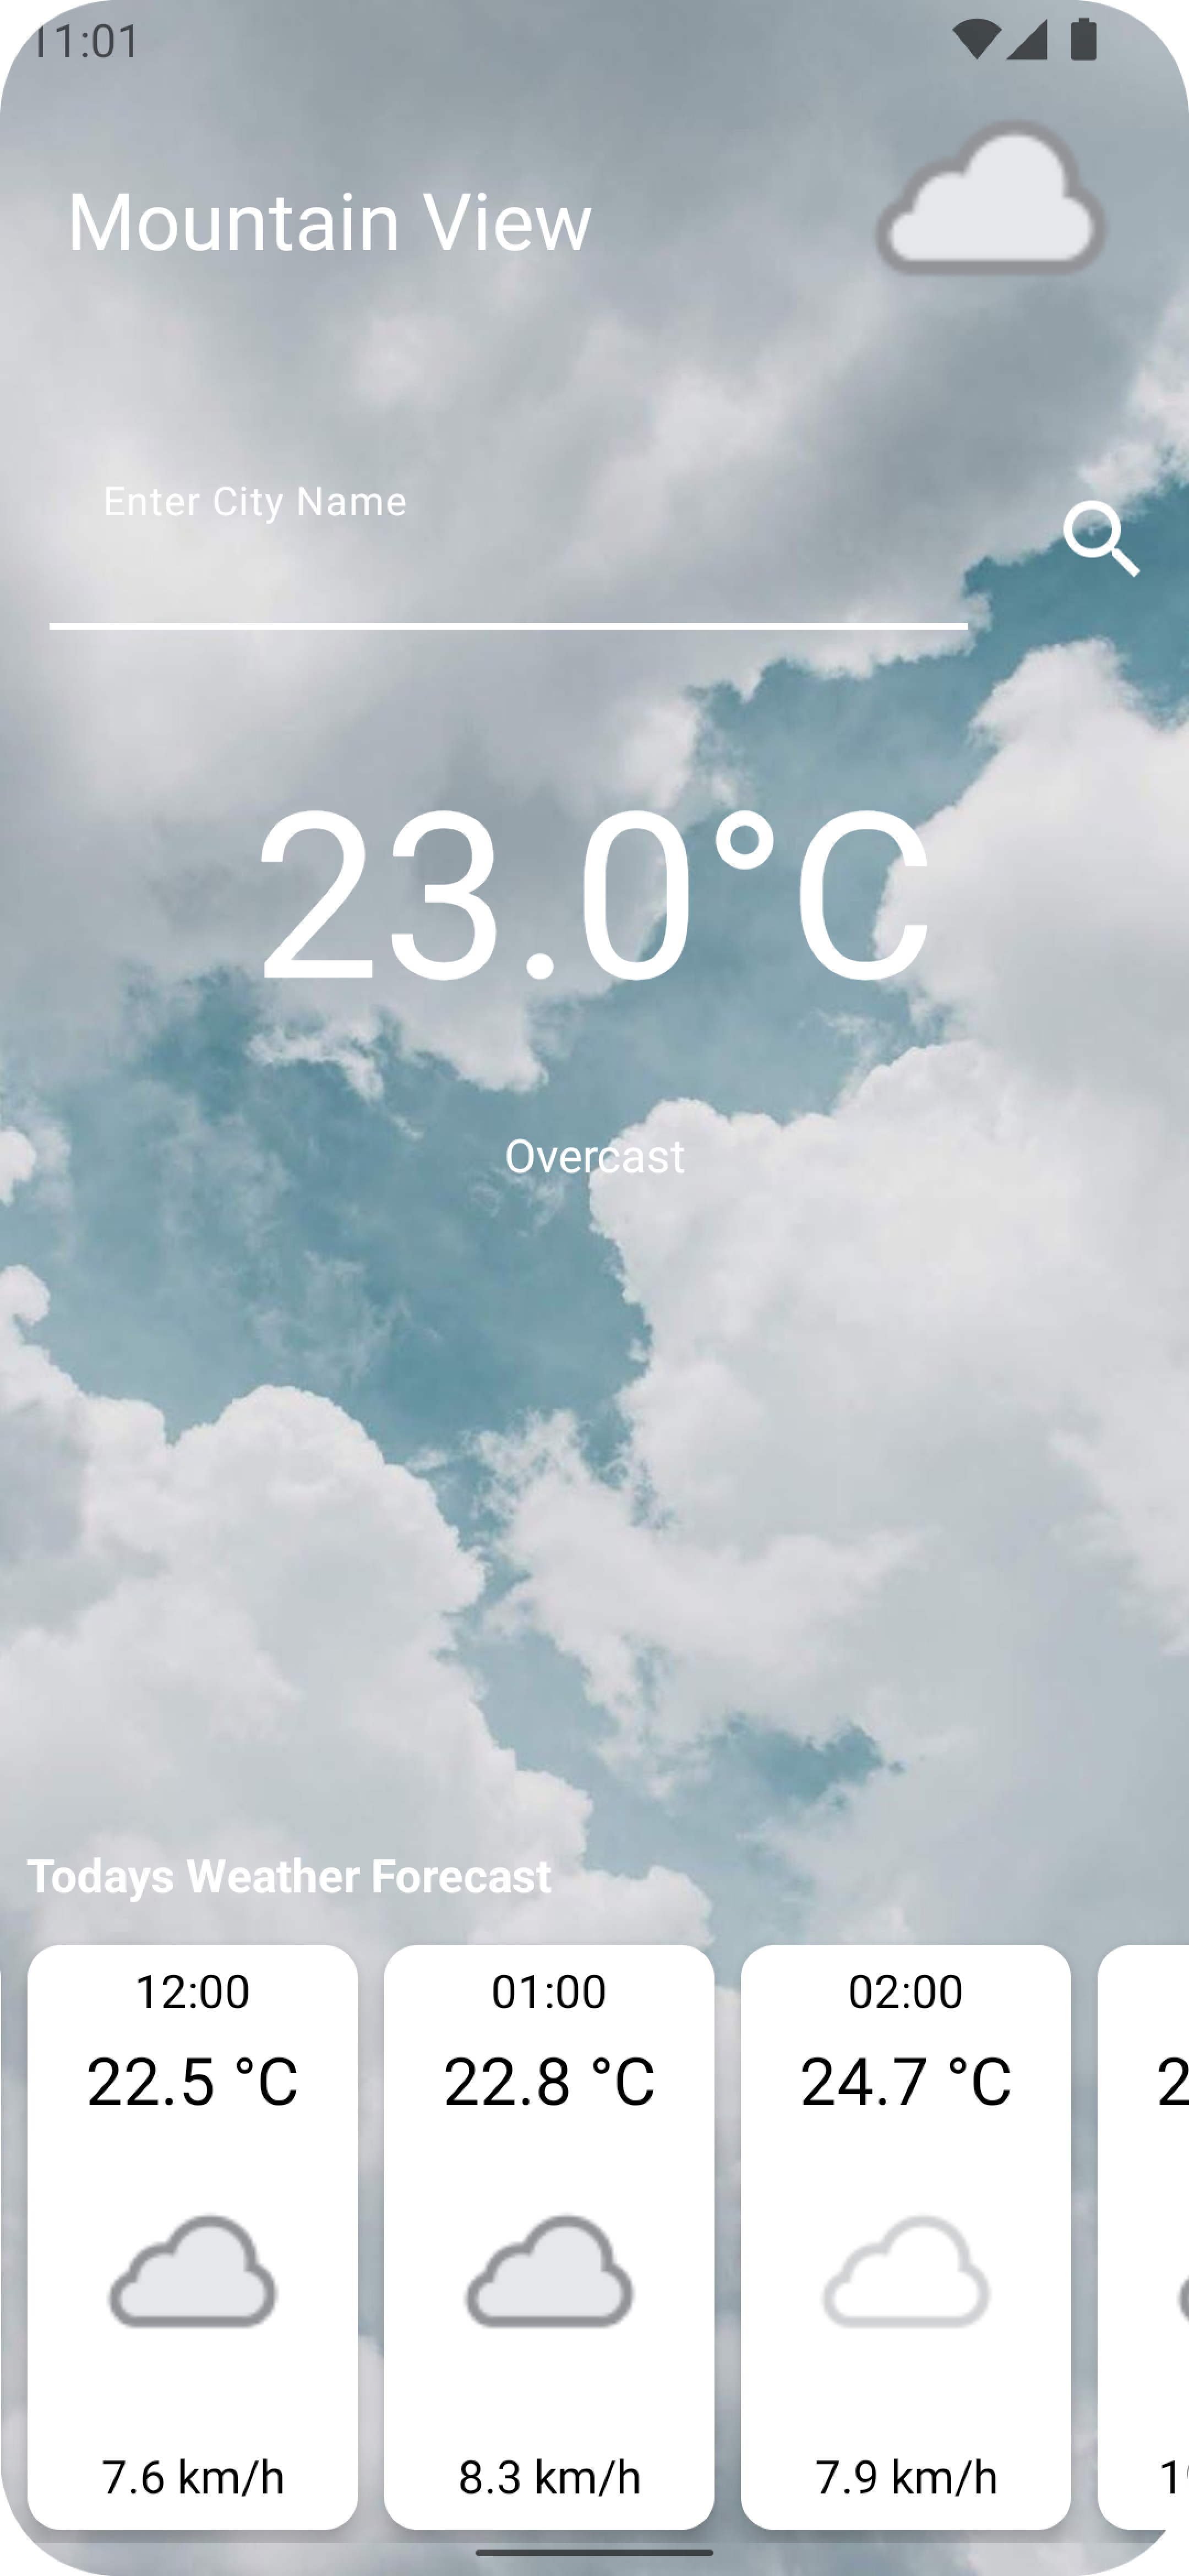 11:01
Mountain View
Enter City Name
23.0°C
Overcast
Todays Weather Forecast
12:00 01:00 02:00
22.5 °C 22.8 °C 24.7 °C
7.6 km/h 8.3 km/h 7.9 km/h